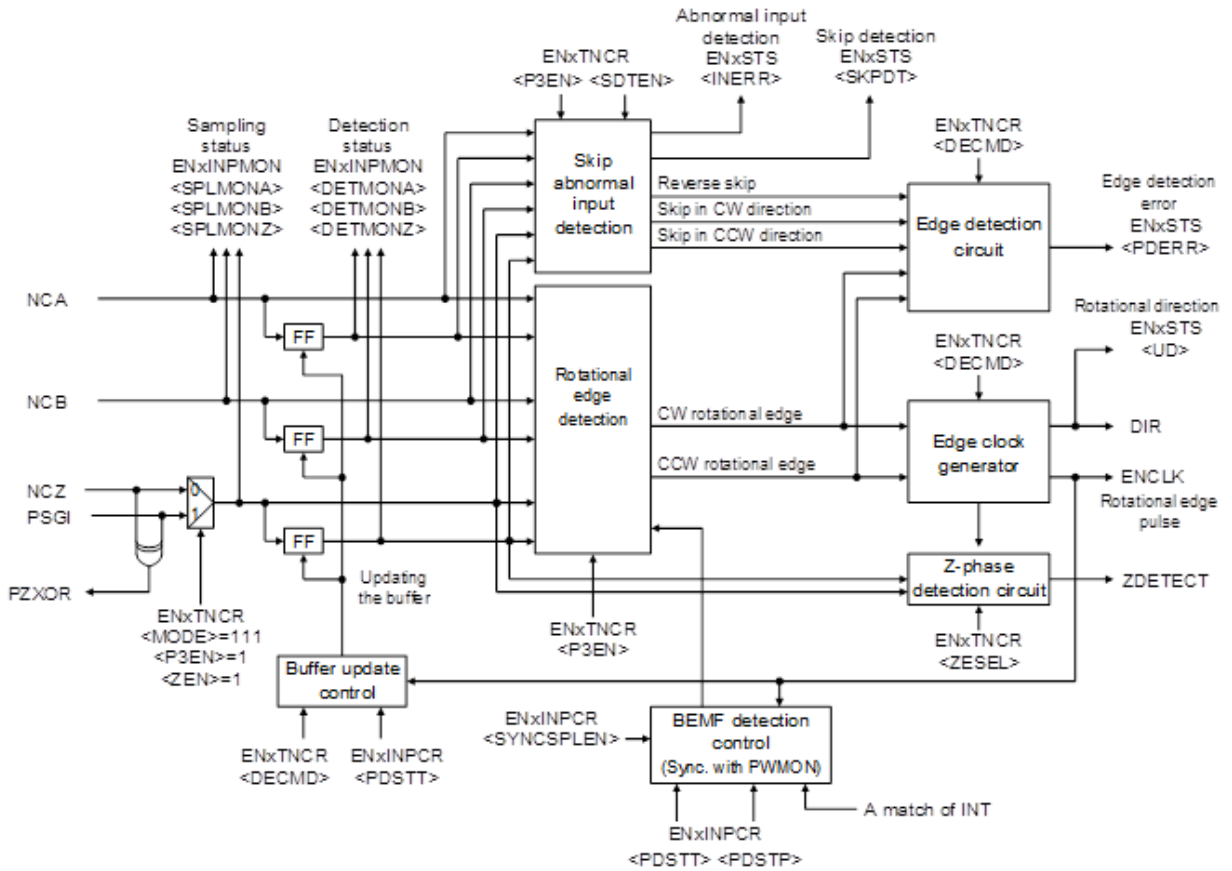 Abnormal input
detection
ENxSTS
<INERR>
Skip detection
ENxSTS
<SKPDT>
ENxTNCR
<P3EN> <SDTEN>
Sampling
status
ENxINPMON
<SPLMONA>
<SPLMONB>
<SPLMONZ>
Detection
status
ENxINPMON
<DETMONA>
<DETMONB>
<DETMONZ>
Skip
abnormal
input
detection
Reverse skip
Skip in CW direction
Skip in CCW direction
ENxTNCR
<DECMD>
Edge detection
circuit
Edge detection
error
ENxSTS
<PDERR>
NCA
FF
NCB
FF
NCZ
PSGI
0
1
FF
PZXOR
ENxTNCR
<MODE>=111
<P3EN>=1
<ZEN>=1
Updating
the buffer
Rotational
edge
detection
CW rotational edge
CCW rotational edge
ENxTNCR
<P3EN>
ENxTNCR
<DECMD>
Edge clock
generator
Rotational direction
ENxSTS
<UD>
DIR
ENCLK
Rotational edge
pulse
Z-phase
detection circuit
ZDETECT
ENxTNCR
<ZESEL>
Buffer update
control
ENxTNCR
<DECMD>
ENxINPCR
<PDSTT>
ENxINPCR
<SYNCSPLEN>
BEMF detection
control
(Sync. with PWMON)
A match of INT
ENxINPCR
<PDSTT> <PDSTP>